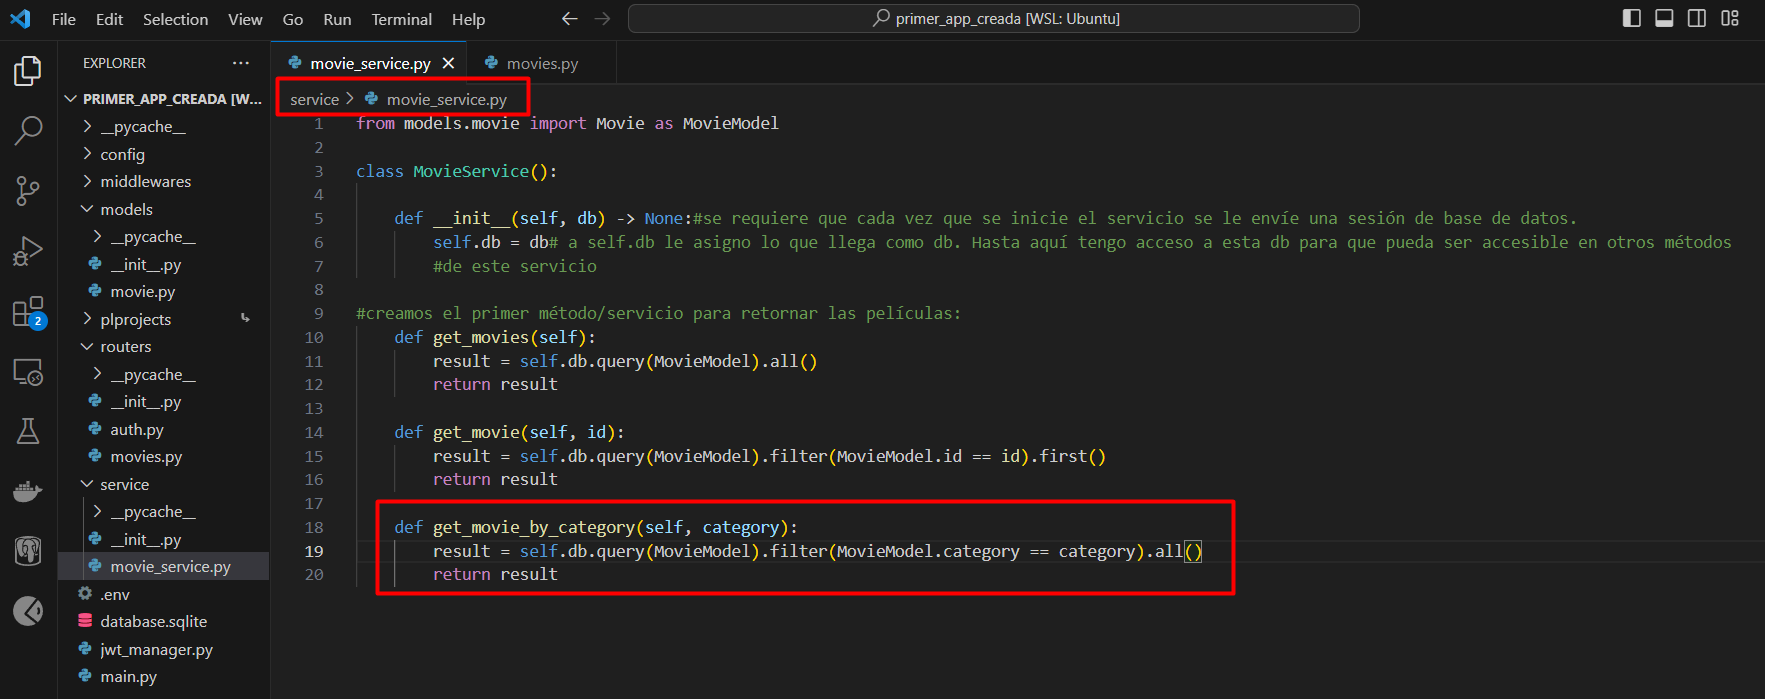 File Edit Selection View Go Run Terminal Help
primer_app_creada [WSL: Ubuntu]
EXPLORER ···
PRIMER_APP_CREADA [W...
__pycache__
config
middlewares
models
__pycache__
__init__.py
movie.py
plprojects
routers
__pycache__
__init__.py
auth.py
movies.py
service
__pycache__
__init__.py
movie_service.py
.env
database.sqlite
jwt_manager.py
main.py
2
movie_service.py
movies.py
service > movie_service.py
1 from models.movie import Movie as MovieModel
2
3 class MovieService():
4
5 def __init__(self, db) -> None:#se requiere que cada vez que se inicie el servicio se le envíe una sesión de base de datos.
6 self.db = db# a self.db le asigno lo que llega como db. Hasta aquí tengo acceso a esta db para que pueda ser accesible en otros métodos
7 #de este servicio
8
9 #creamos el primer método/servicio para retornar las películas:
10 def get_movies(self):
11 result = self.db.query(MovieModel).all()
12 return result
13
14 def get_movie(self, id):
15 result = self.db.query(MovieModel).filter(MovieModel.id == id).first()
16 return result
17
18 def get_movie_by_category(self, category):
19 result = self.db.query(MovieModel).filter(MovieModel.category == category).all()
20 return result